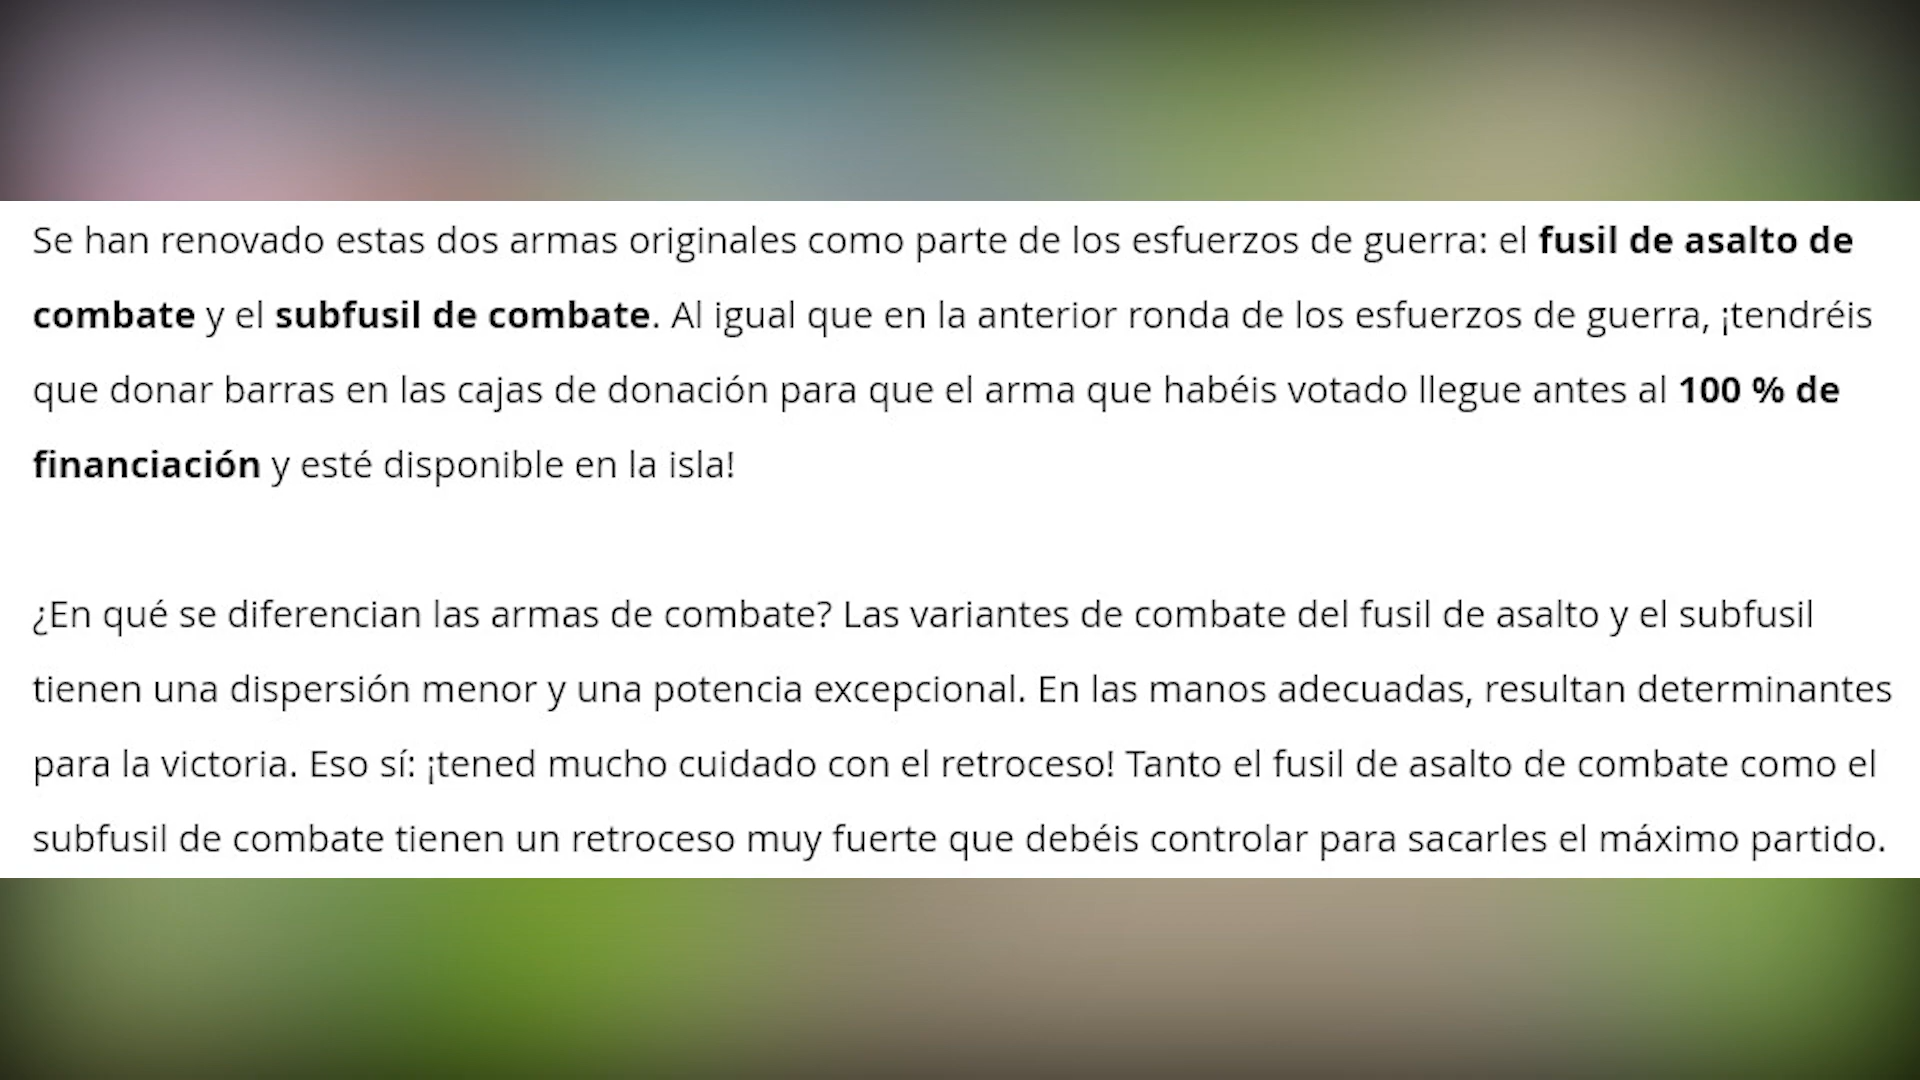 Se han renovado estas dos armas originales como parte de los esfuerzos de guerra: el fusil de asalto de
combate y el subfusil de combate. Al igual que en la anterior ronda de los esfuerzos de guerra, ¡tendréis
que donar barras en las cajas de donación para que el arma que habéis votado llegue antes al 100 % de
financiación y esté disponible en la isla!
¿En qué se diferencian las armas de combate? Las variantes de combate del fusil de asalto y el subfusil
tienen una dispersión menor y una potencia excepcional. En las manos adecuadas, resultan determinantes
para la victoria. Eso sí: ¡tened mucho cuidado con el retroceso! Tanto el fusil de asalto de combate como el
subfusil de combate tienen un retroceso muy fuerte que debéis controlar para sacarles el máximo partido.